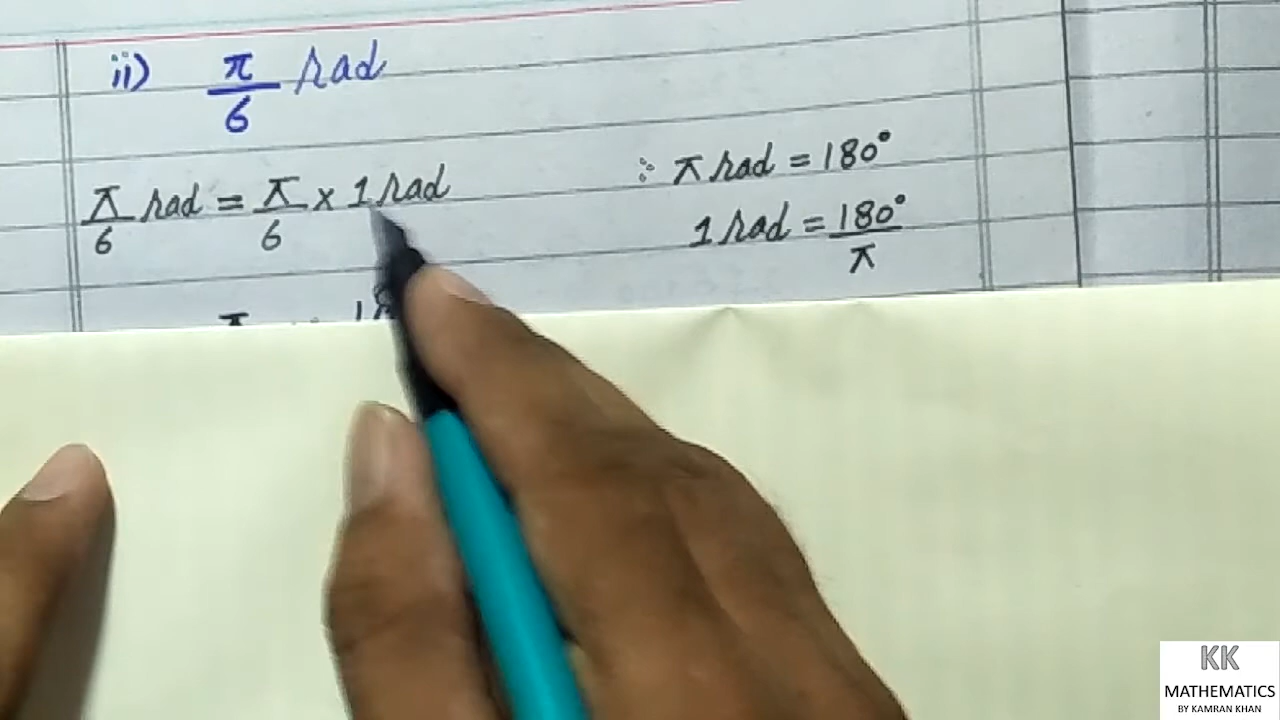 ii) π/6 rad
π/6 rad = π/6 × 1 rad
∵ π rad = 180°
1 rad = 180°/π
π
KK
MATHEMATICS
BY KAMRAN KHAN